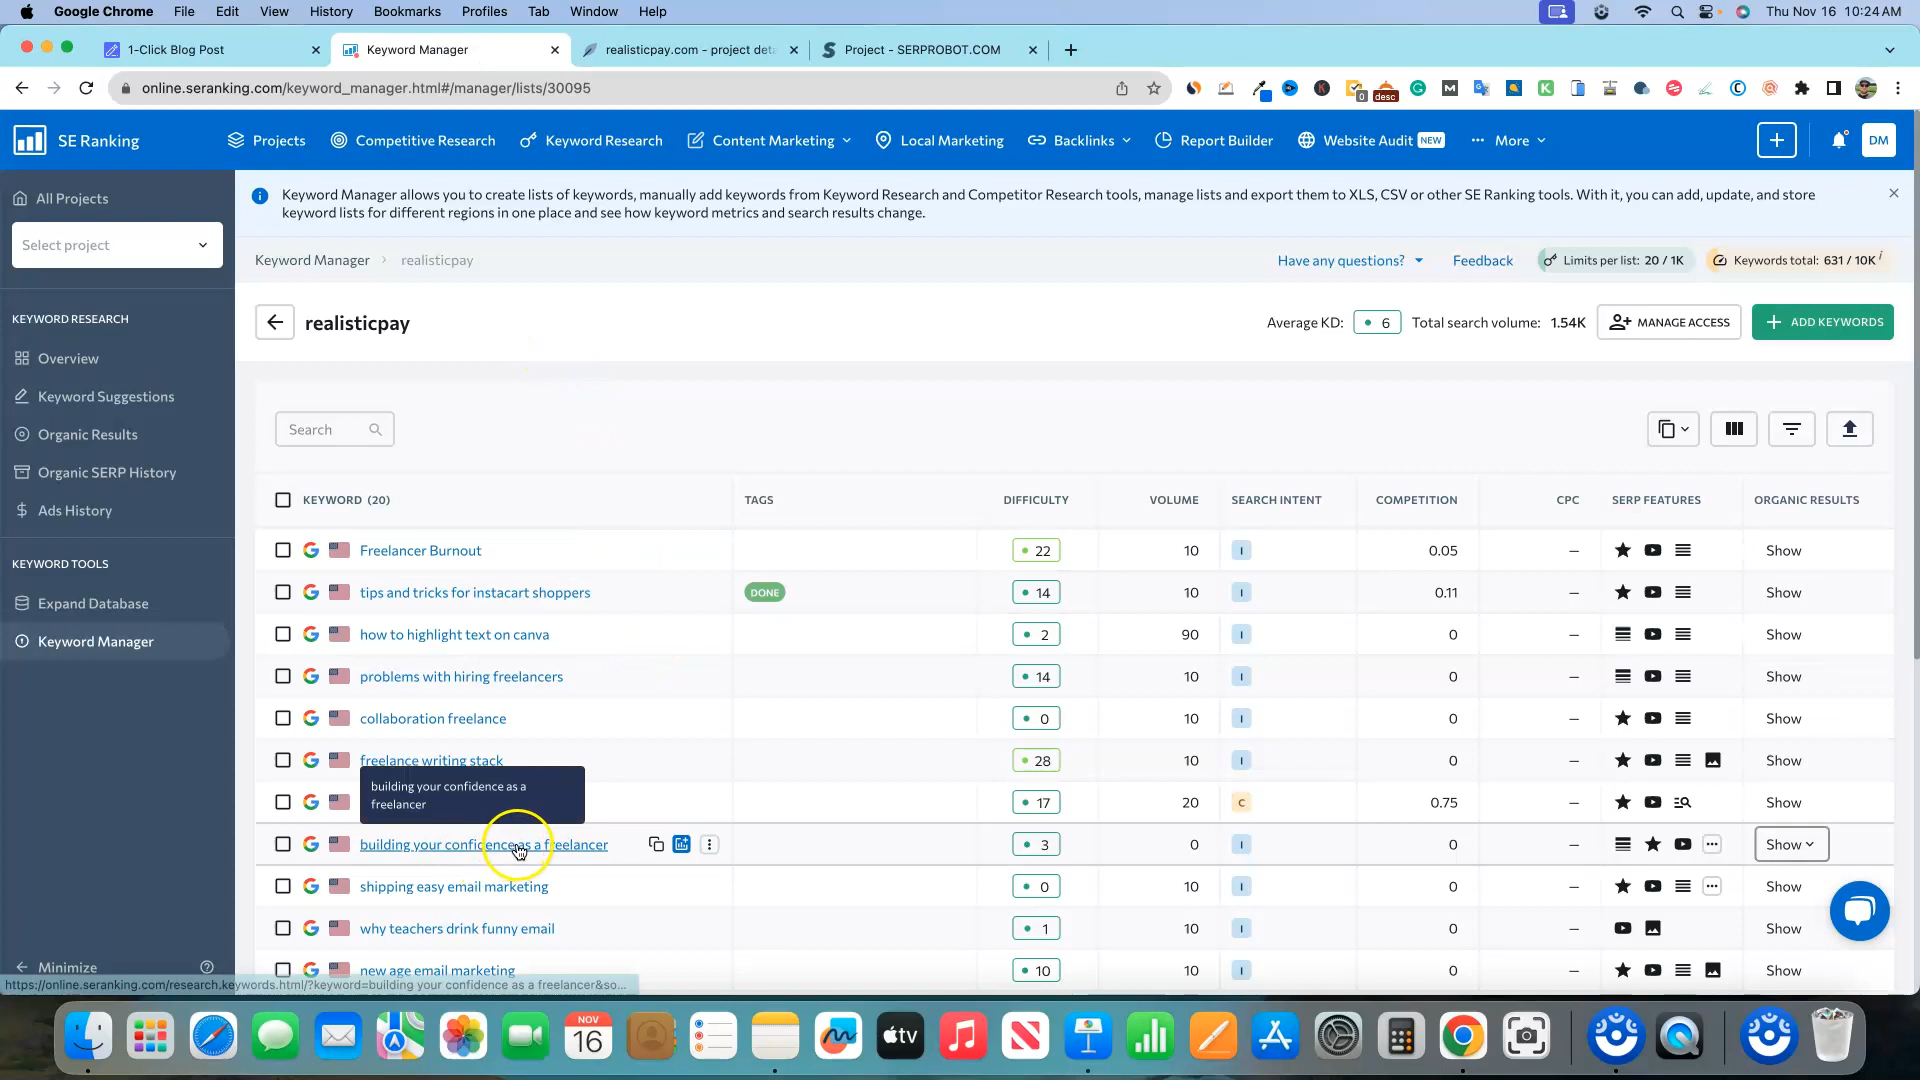 Google Chrome File Edit View History Bookmarks Profiles Tab Window Help Thu Nov 16 10:24 AM
1-Click Blog Post Keyword Manager realisticpay.com - project deta Project - SERPROBOT.COM
online.seranking.com/keyword_manager.html#/manager/lists/30095
0 desc
SE Ranking Projects Competitive Research Keyword Research Content Marketing Local Marketing Backlinks Report Builder Website Audit NEW More DM
All Projects
Select project
KEYWORD RESEARCH
Overview
Keyword Suggestions
Organic Results
Organic SERP History
Ads History
KEYWORD TOOLS
Expand Database
Keyword Manager
Minimize
Keyword Manager allows you to create lists of keywords, manually add keywords from Keyword Research and Competitor Research tools, manage lists and export them to XLS, CSV or other SE Ranking tools. With it, you can add, update, and store
keyword lists for different regions in one place and see how keyword metrics and search results change.
Keyword Manager > realisticpay Have any questions? Feedback Limits per list: 20 / 1K Keywords total: 631 / 10K i
realisticpay Average KD: 6 Total search volume: 1.54K MANAGE ACCESS + ADD KEYWORDS
Search
KEYWORD (20) TAGS DIFFICULTY VOLUME SEARCH INTENT COMPETITION CPC SERP FEATURES ORGANIC RESULTS
Freelancer Burnout 22 10 I 0.05 – Show
tips and tricks for instacart shoppers DONE 14 10 I 0.11 – Show
how to highlight text on canva 2 90 I 0 – Show
problems with hiring freelancers 14 10 I 0 – Show
collaboration freelance 0 10 I 0 – Show
freelance writing stack 28 10 I 0 – Show
building your confidence as a
freelancer
17 20 C 0.75 – Show
building your confidence as a freelancer 3 0 I 0 – Show
shipping easy email marketing 0 10 I 0 – Show
why teachers drink funny email 1 10 I 0 – Show
new age email marketing 10 10 I 0 – Show
https://online.seranking.com/research.keywords.html/?keyword=building your confidence as a freelancer&so...
NOV
16
tv